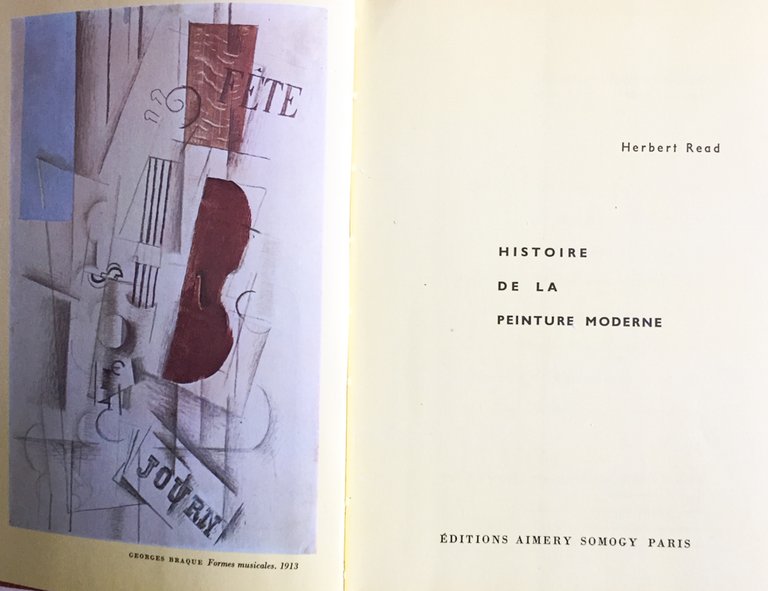 FÊTE
JOURN
GEORGES BRAQUE Formes musicales. 1913
Herbert Read
HISTOIRE
DE LA
PEINTURE MODERNE
ÉDITIONS AIMERY SOMOGY PARIS